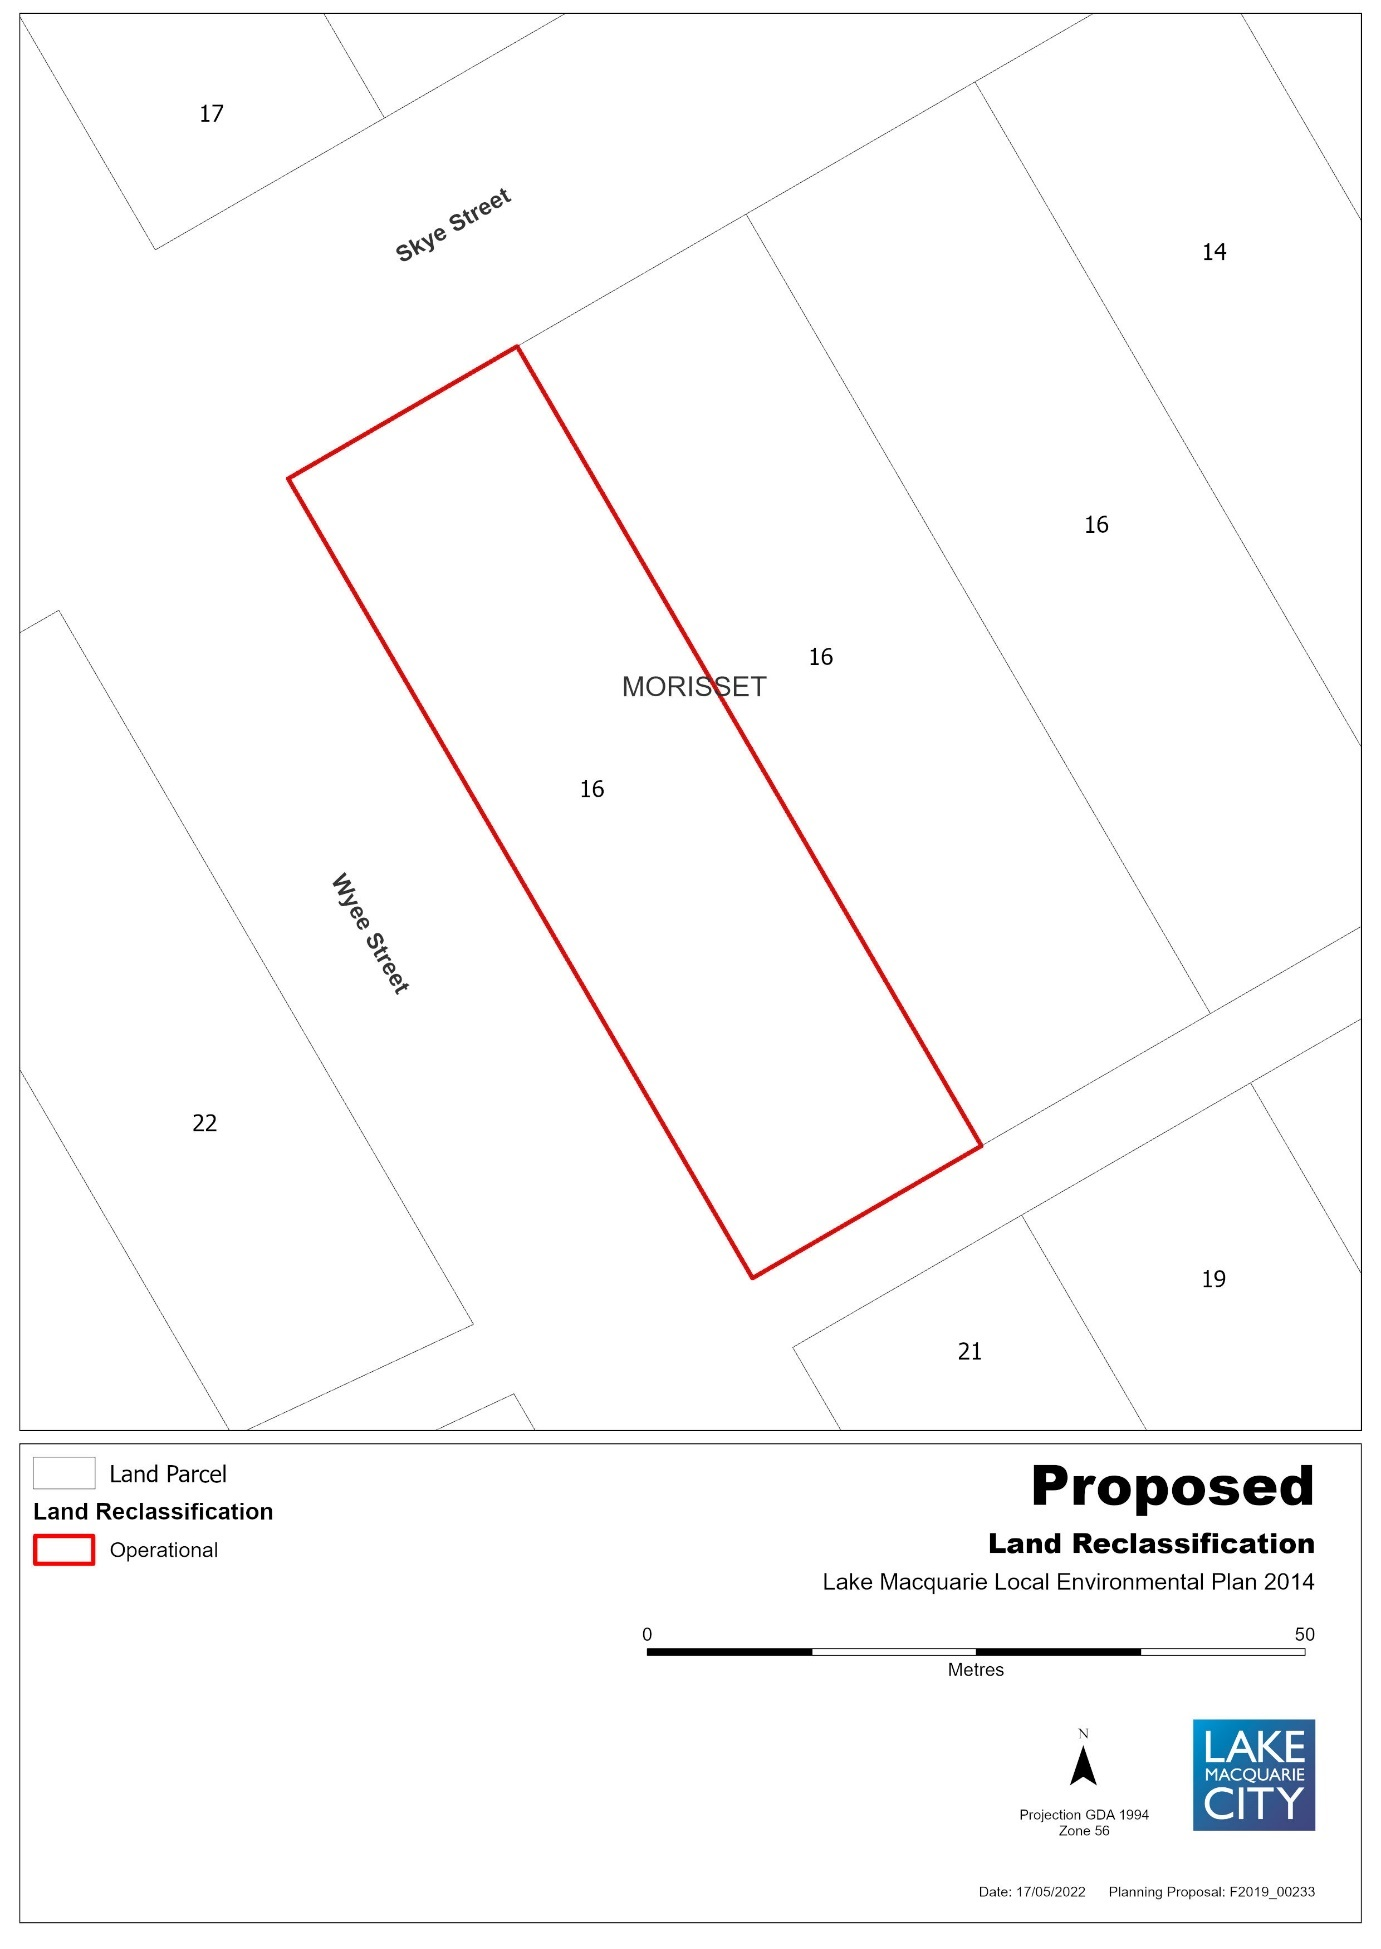 17
Skye Street
14
16
16
MORISSET
16
Wyee Street
22
19
21
Land Parcel
Land Reclassification
Operational
Proposed
Land Reclassification
Lake Macquarie Local Environmental Plan 2014
0 50
Metres
N
Projection GDA 1994
Zone 56
LAKE
MACQUARIE
CITY
Date: 17/05/2022 Planning Proposal: F2019_00233